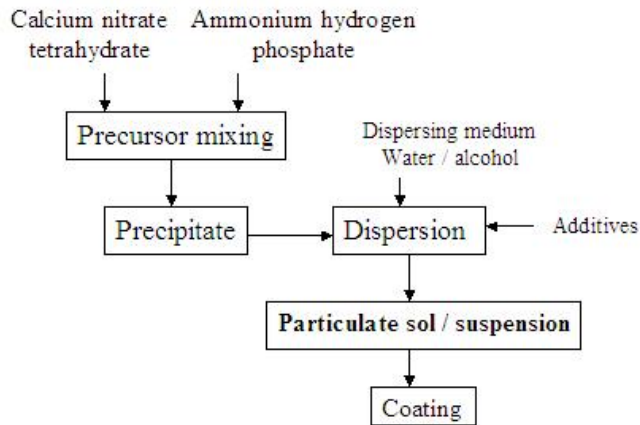 Calcium nitrate
tetrahydrate
Ammonium hydrogen
phosphate
Precursor mixing
Dispersing medium
Water / alcohol
Precipitate
Dispersion
Additives
Particulate sol / suspension
Coating